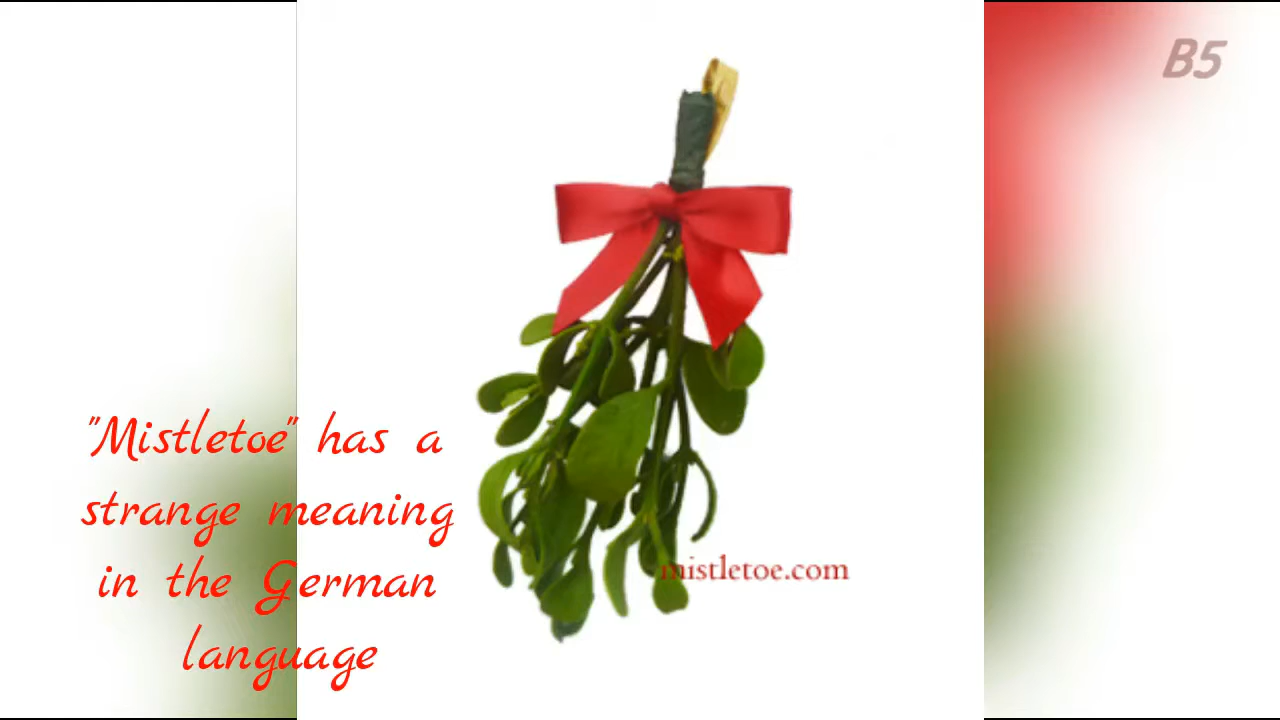 B5
"Mistletoe" has a
strange meaning
in the German
language
mistletoe.com